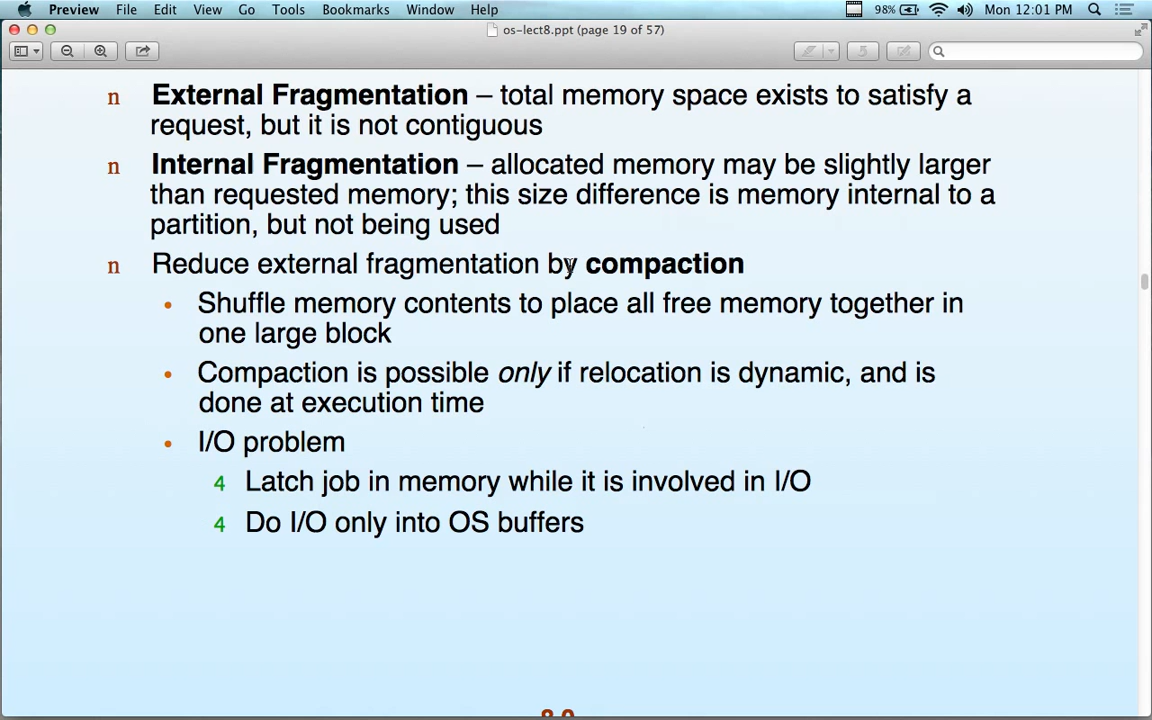 Preview File Edit View Go Tools Bookmarks Window Help 98% Mon 12:01 PM
os-lect8.ppt (page 19 of 57)
n External Fragmentation – total memory space exists to satisfy a
request, but it is not contiguous
n Internal Fragmentation – allocated memory may be slightly larger
than requested memory; this size difference is memory internal to a
partition, but not being used
n Reduce external fragmentation by compaction
• Shuffle memory contents to place all free memory together in
one large block
• Compaction is possible only if relocation is dynamic, and is
done at execution time
• I/O problem
4 Latch job in memory while it is involved in I/O
4 Do I/O only into OS buffers